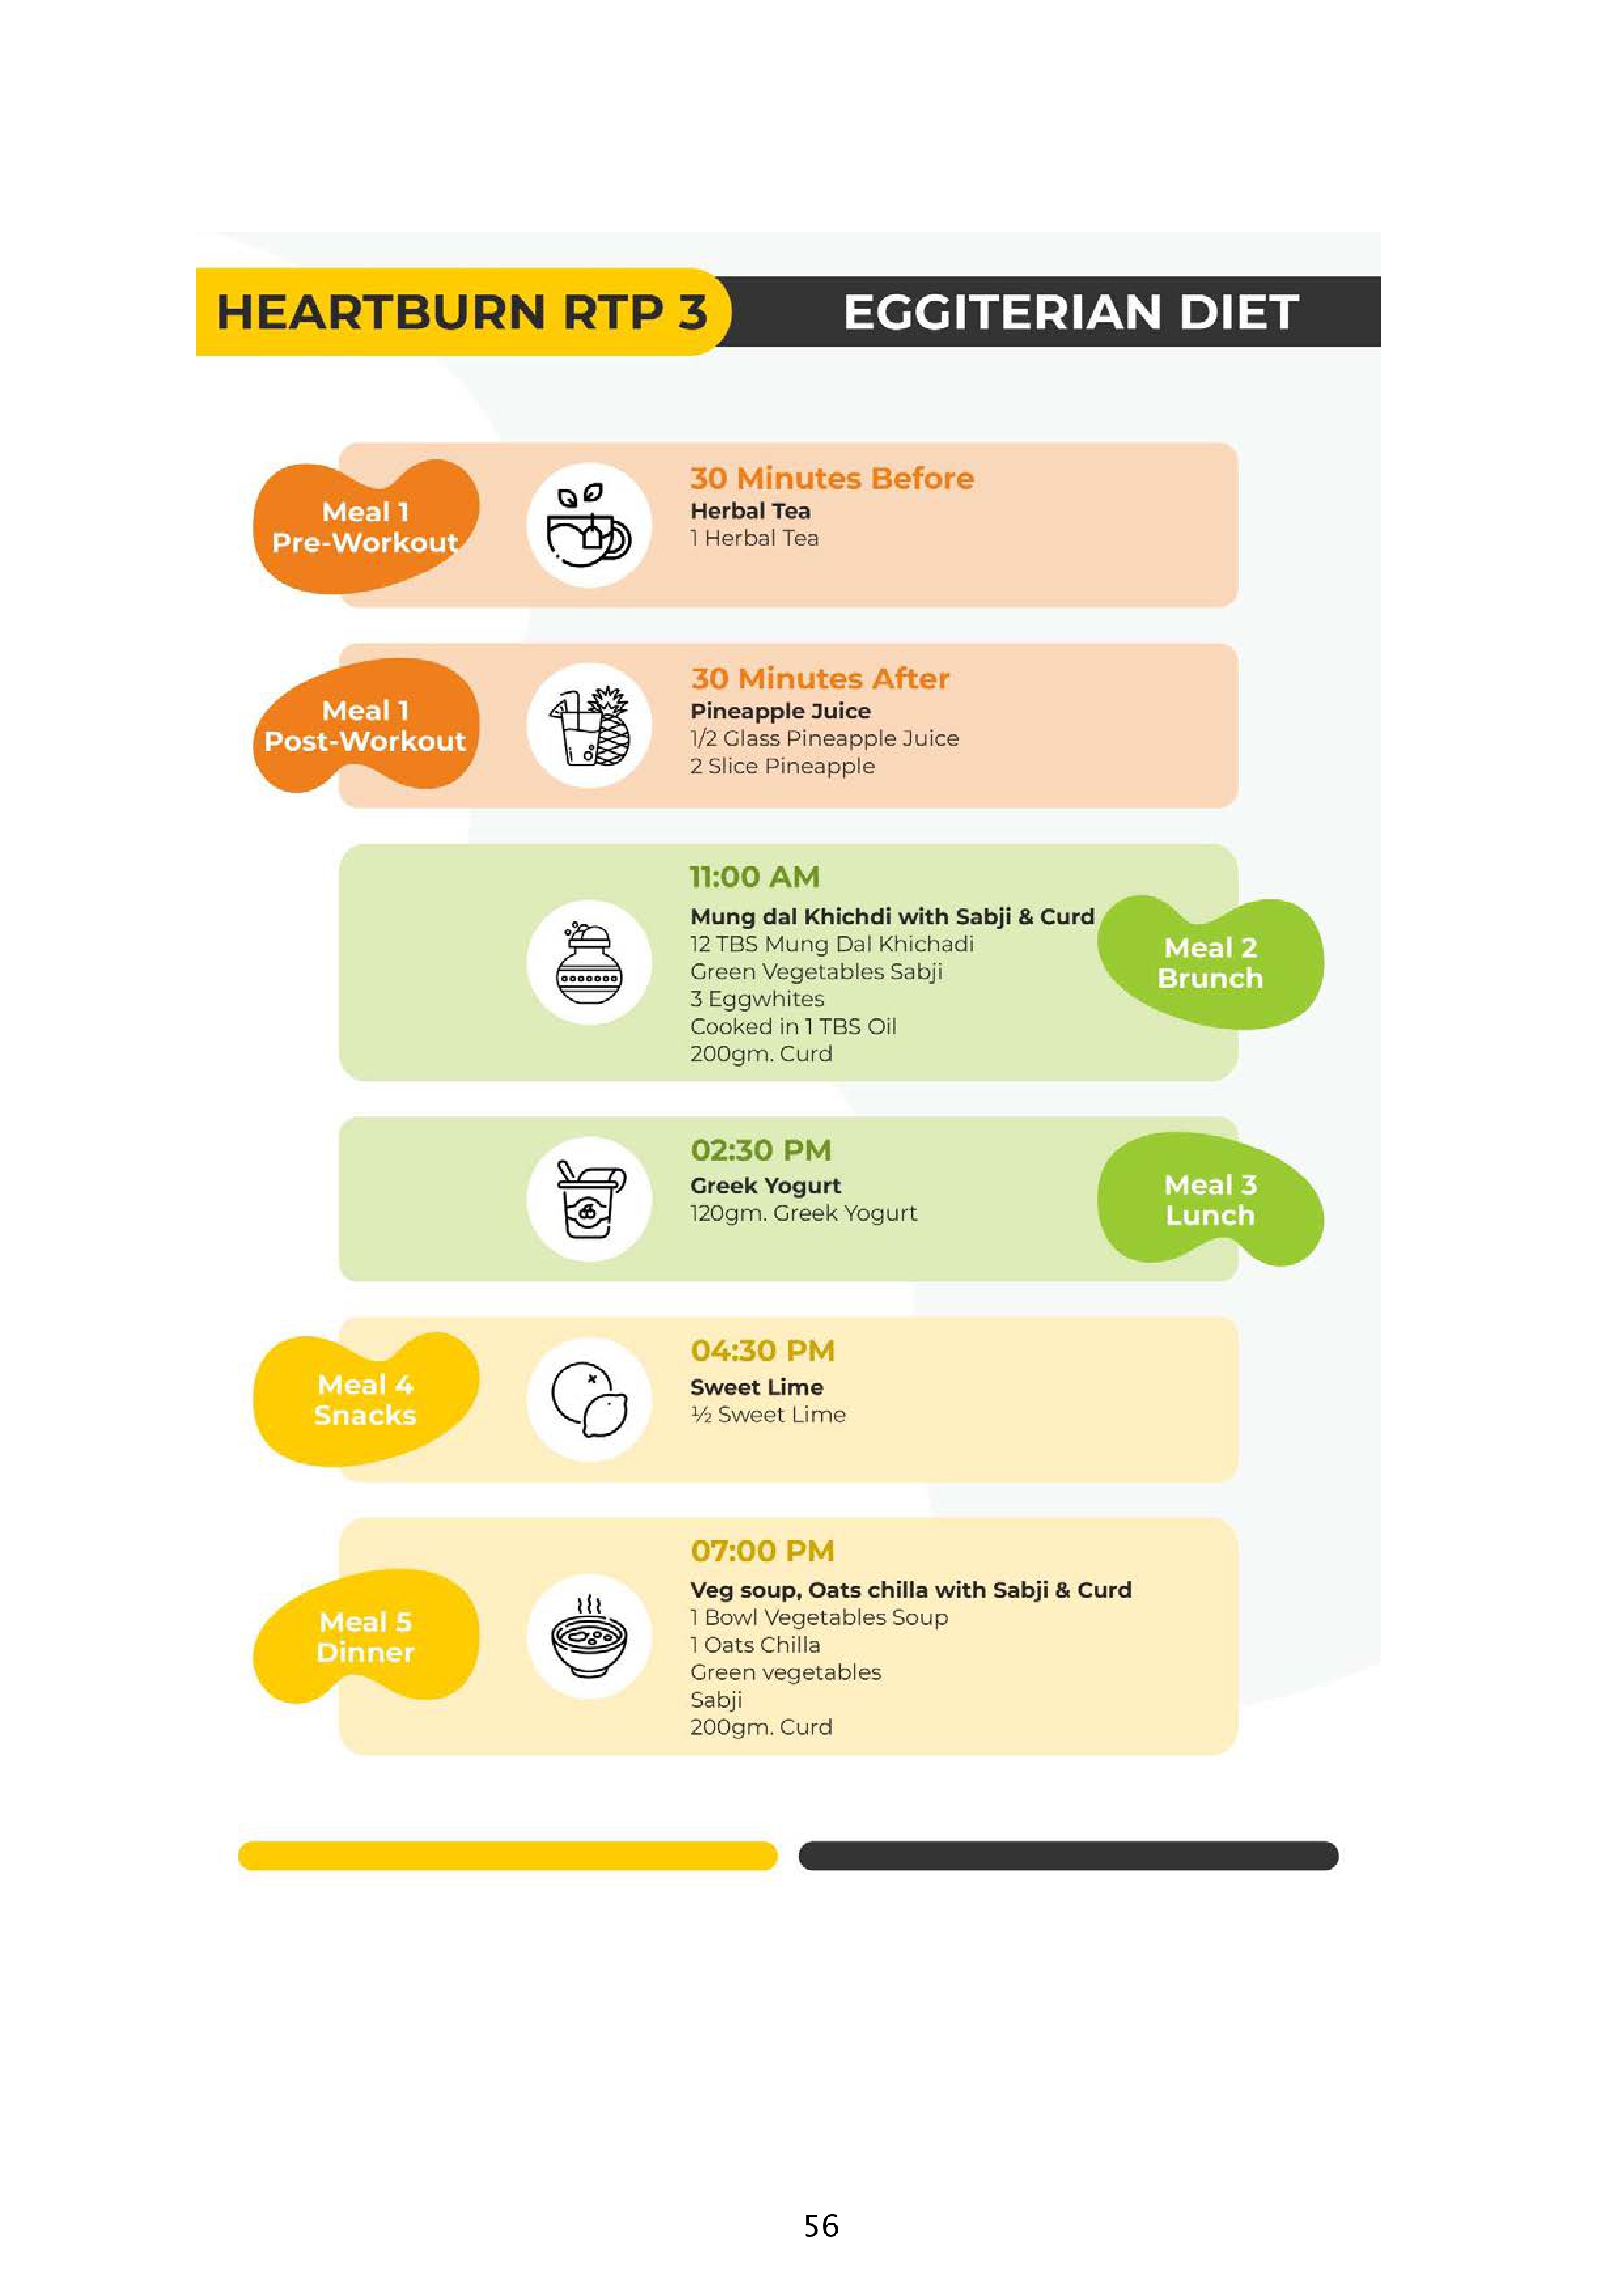 HEARTBURN RTP 3
EGGITERIAN DIET
Meal 1
Pre-Workout
30 Minutes Before
Herbal Tea
1 Herbal Tea
Meal 1
Post-Workout
30 Minutes After
Pineapple Juice
1/2 Glass Pineapple Juice
2 Slice Pineapple
11:00 AM
Mung dal Khichdi with Sabji & Curd
12 TBS Mung Dal Khichadi
Green Vegetables Sabji
3 Eggwhites
Cooked in 1 TBS Oil
200gm. Curd
Meal 2
Brunch
02:30 PM
Greek Yogurt
120gm. Greek Yogurt
Meal 3
Lunch
Meal 4
Snacks
04:30 PM
Sweet Lime
½ Sweet Lime
Meal 5
Dinner
07:00 PM
Veg soup, Oats chilla with Sabji & Curd
1 Bowl Vegetables Soup
1 Oats Chilla
Green vegetables
Sabji
200gm. Curd
56